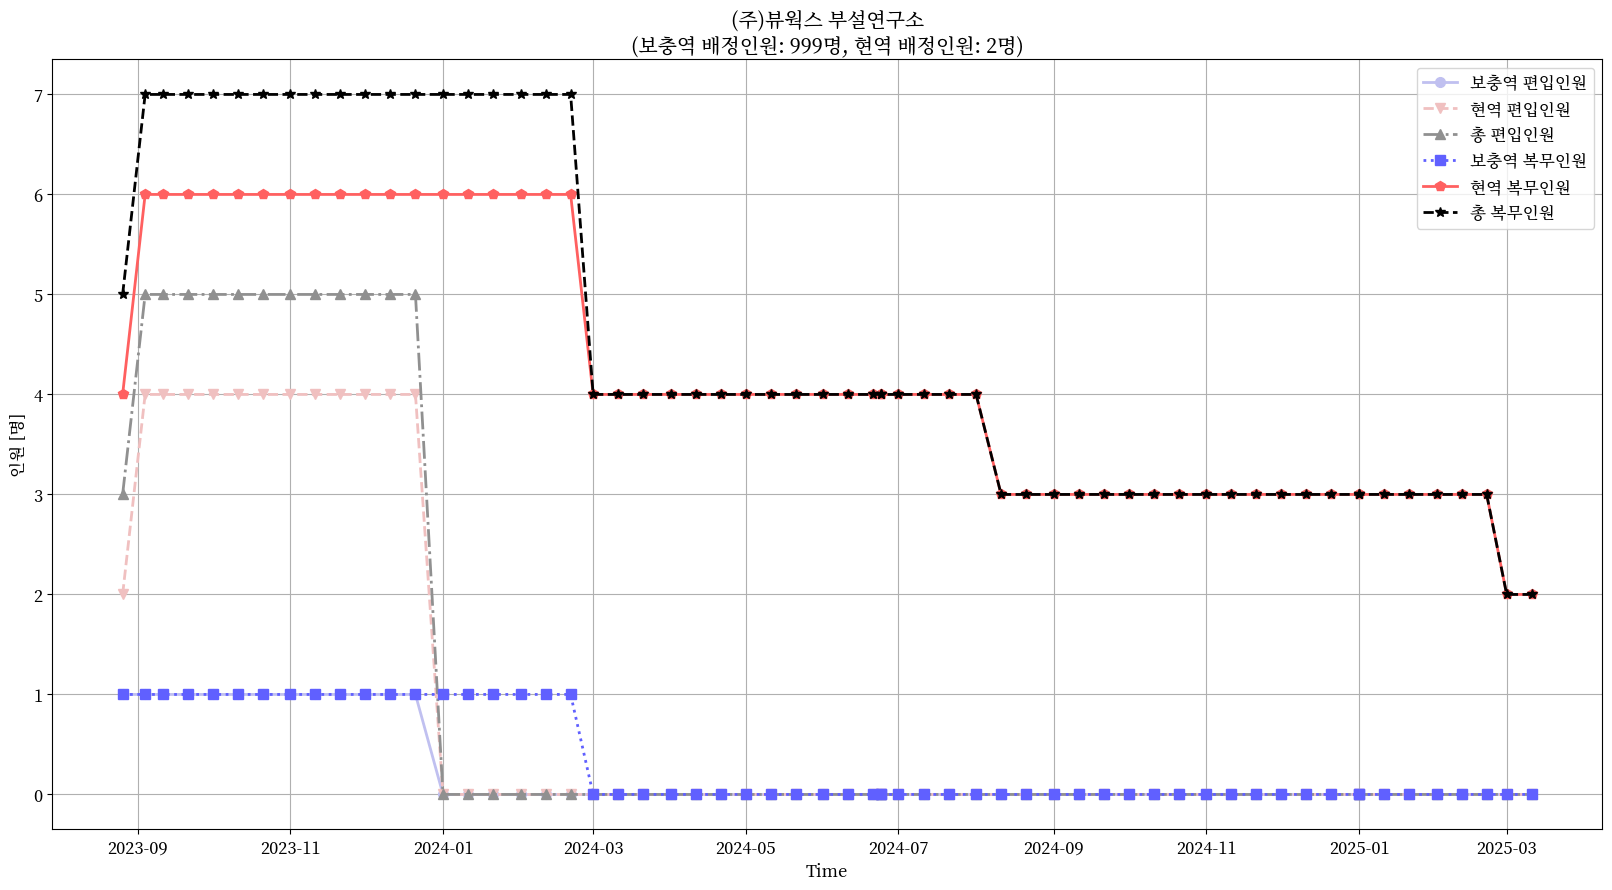 (주)뷰웍스 부설연구소
(보충역 배정인원: 999명, 현역 배정인원: 2명)
보충역 편입인원
현역 편입인원
총 편입인원
보충역 복무인원
현역 복무인원
총 복무인원
인원 [명]
7
6
5
4
3
2
1
0
2023-09
2023-11
2024-01
2024-03
2024-05
2024-07
2024-09
2024-11
2025-01
2025-03
Time